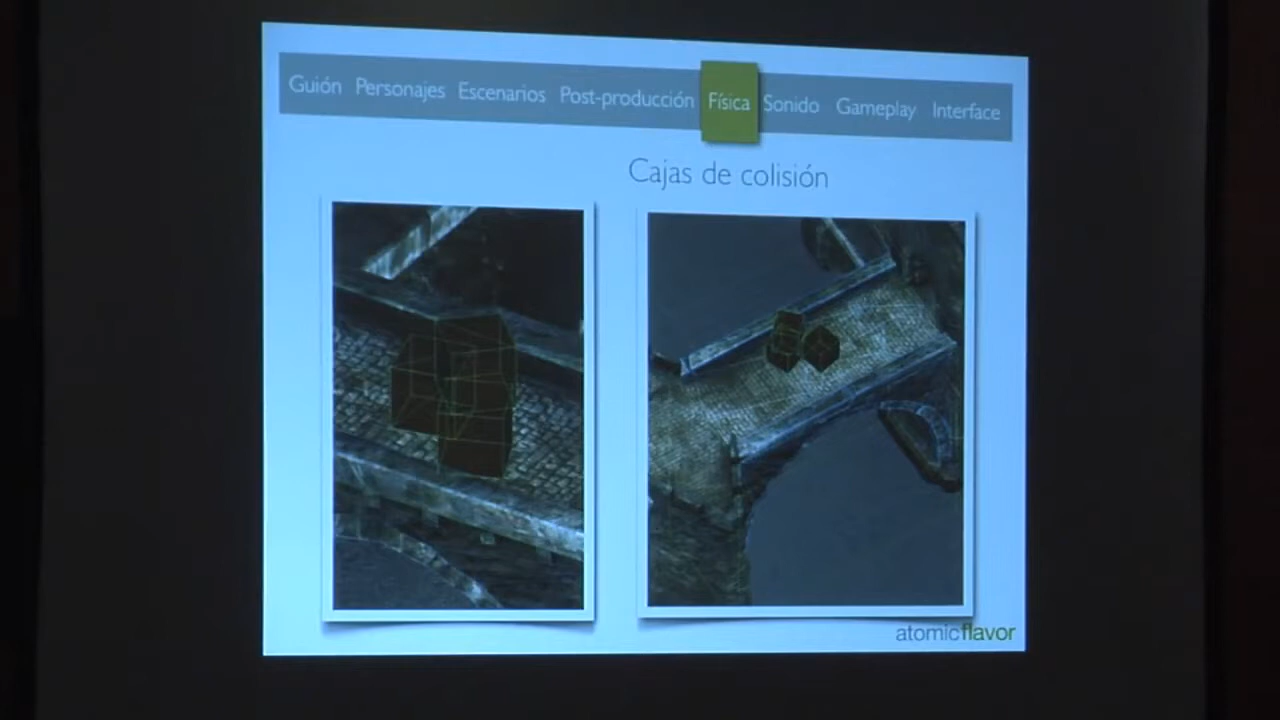 Guión Personajes Escenarios Post-producción Física Sonido Gameplay Interface
Cajas de colisión
atomicflavor